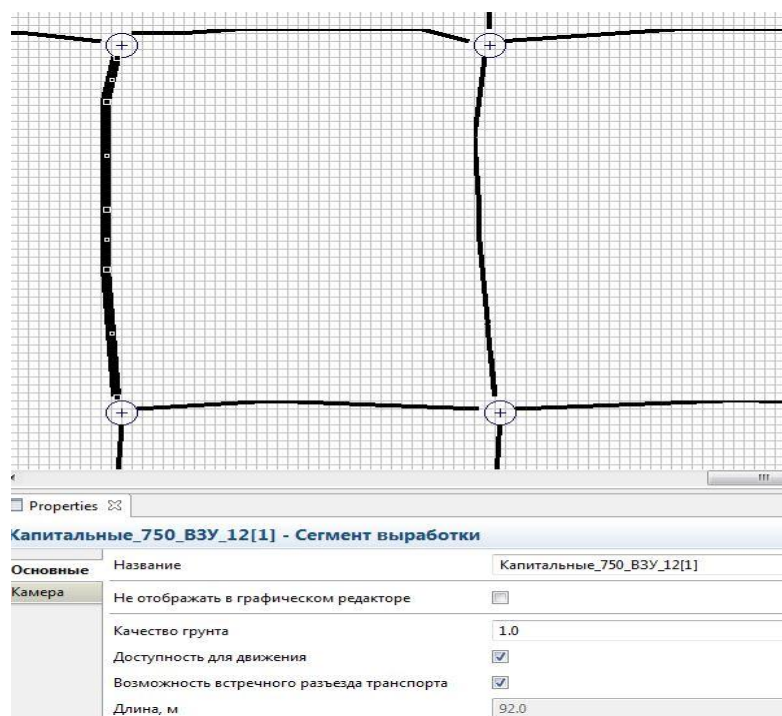 Properties
Капитальные_750_ВЗУ_12[1] - Сегмент выработки
Основные
Камера
Название Капитальные_750_ВЗУ_12[1]
Не отображать в графическом редакторе
Качество грунта 1.0
Доступность для движения
Возможность встречного разъезда транспорта
Длина, м 92.0